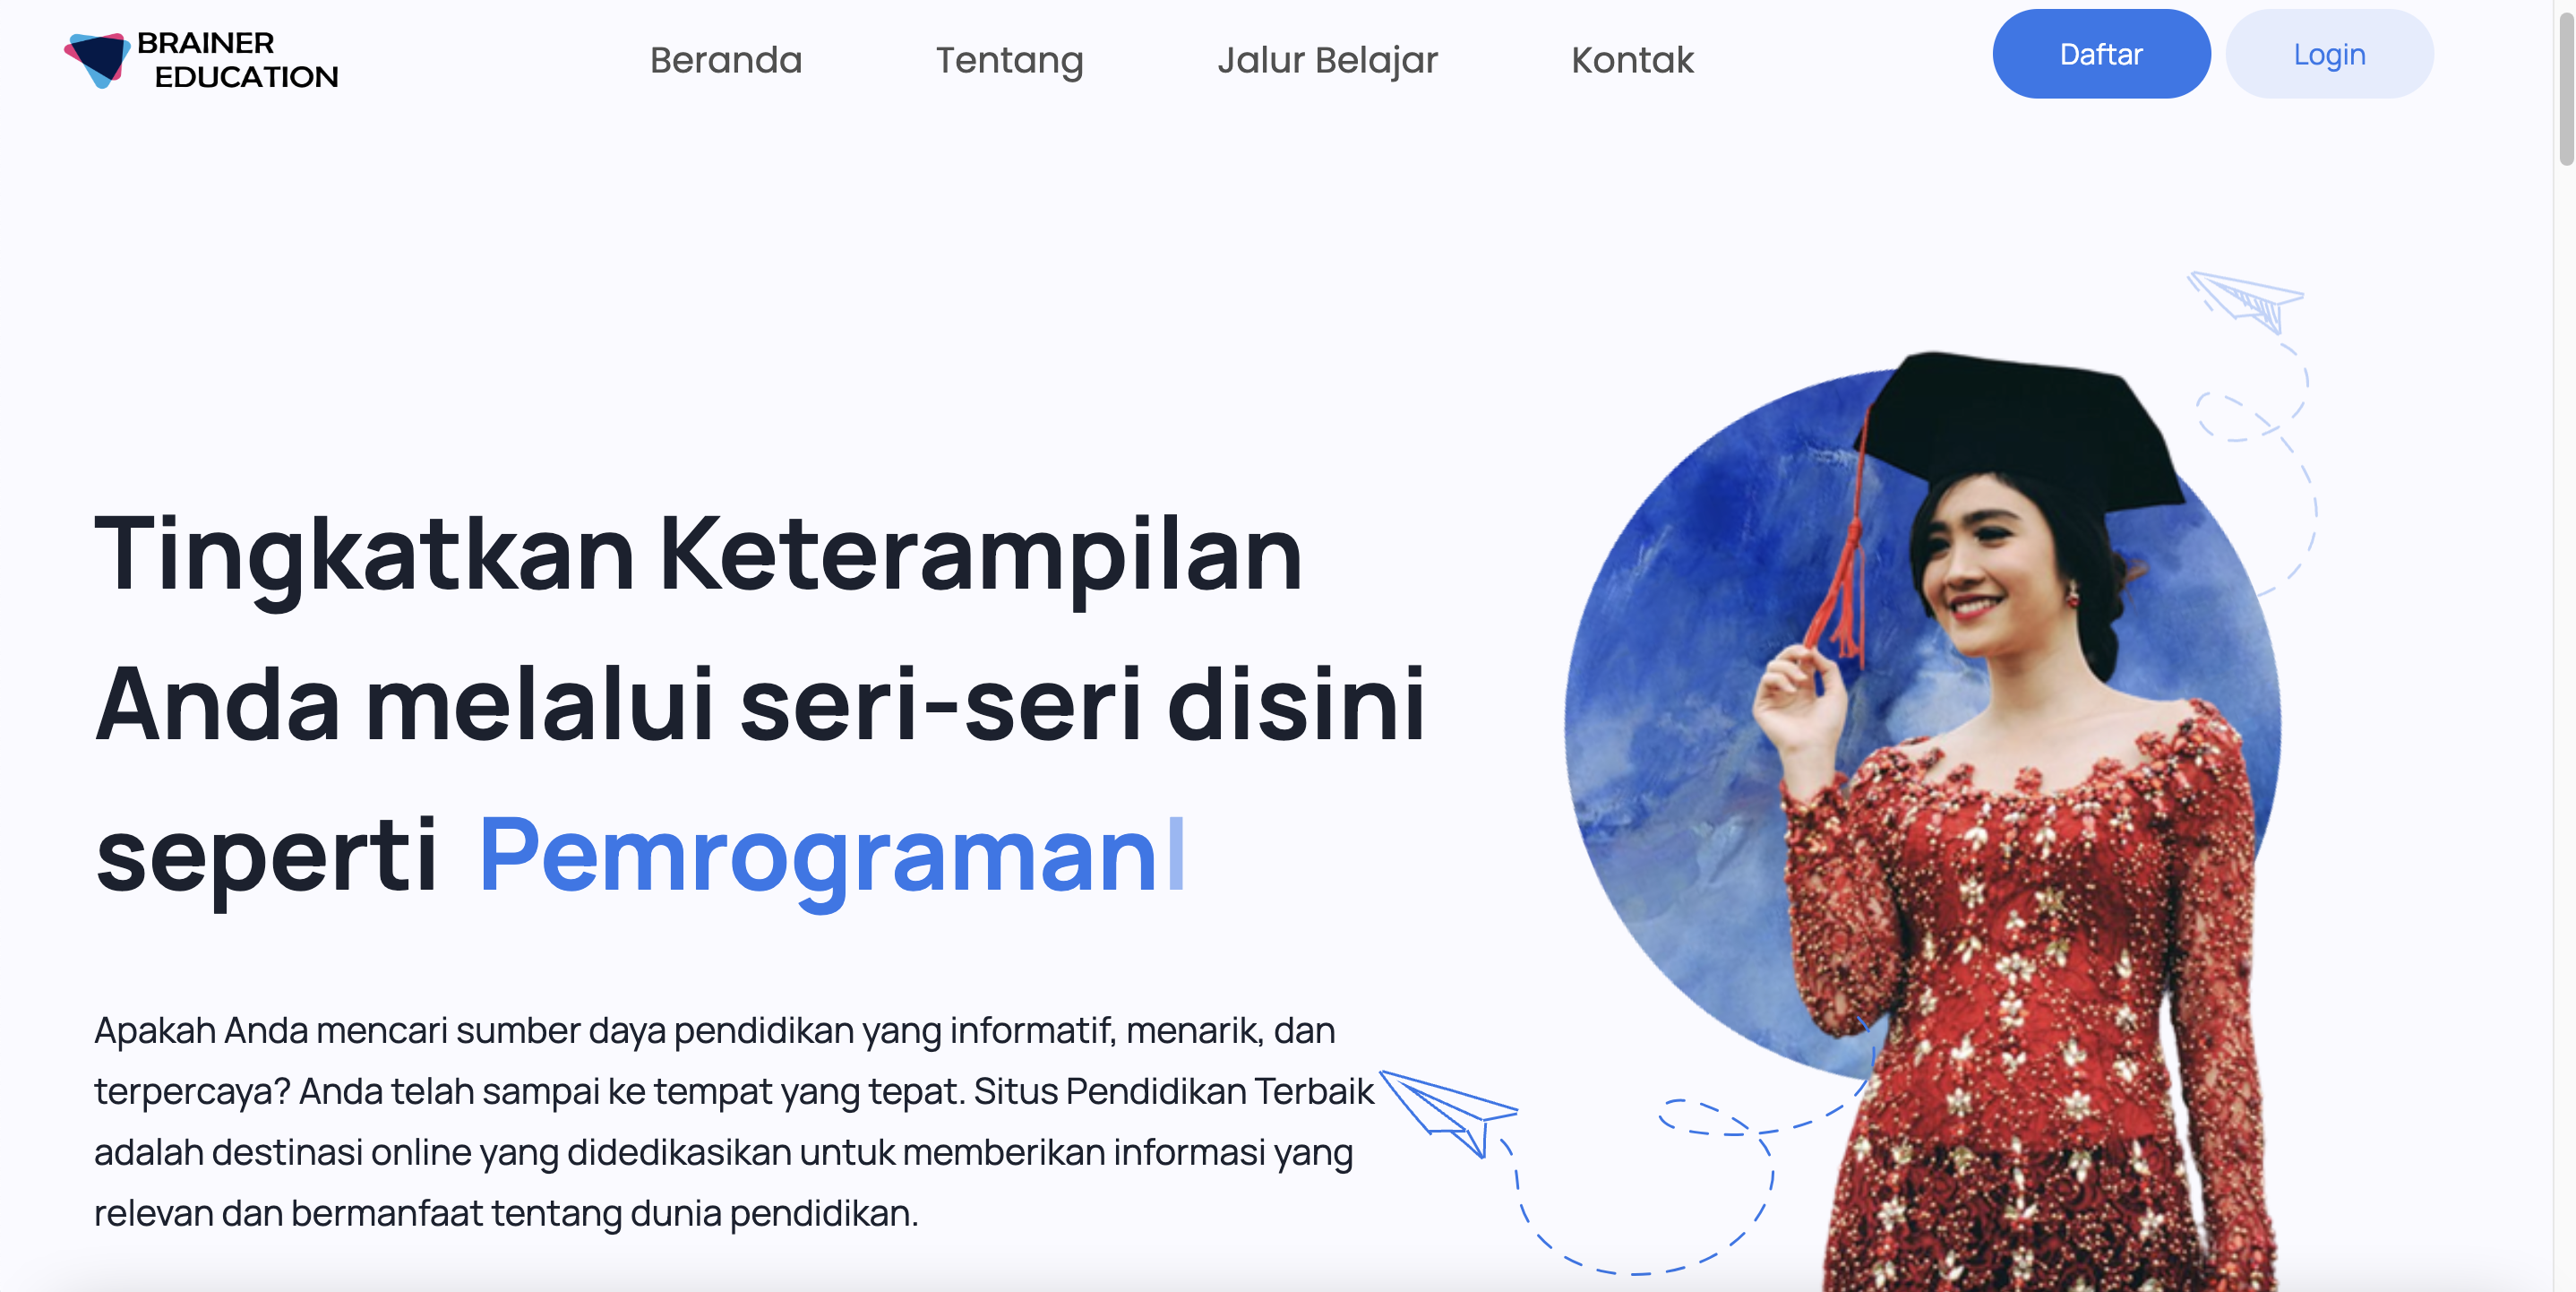 BRAINER
EDUCATION
Beranda
Tentang
Jalur Belajar
Kontak
Daftar
Login
Tingkatkan Keterampilan
Anda melalui seri-seri disini
seperti Pemrograman
Apakah Anda mencari sumber daya pendidikan yang informatif, menarik, dan
terpercaya? Anda telah sampai ke tempat yang tepat. Situs Pendidikan Terbaik
adalah destinasi online yang didedikasikan untuk memberikan informasi yang
relevan dan bermanfaat tentang dunia pendidikan.